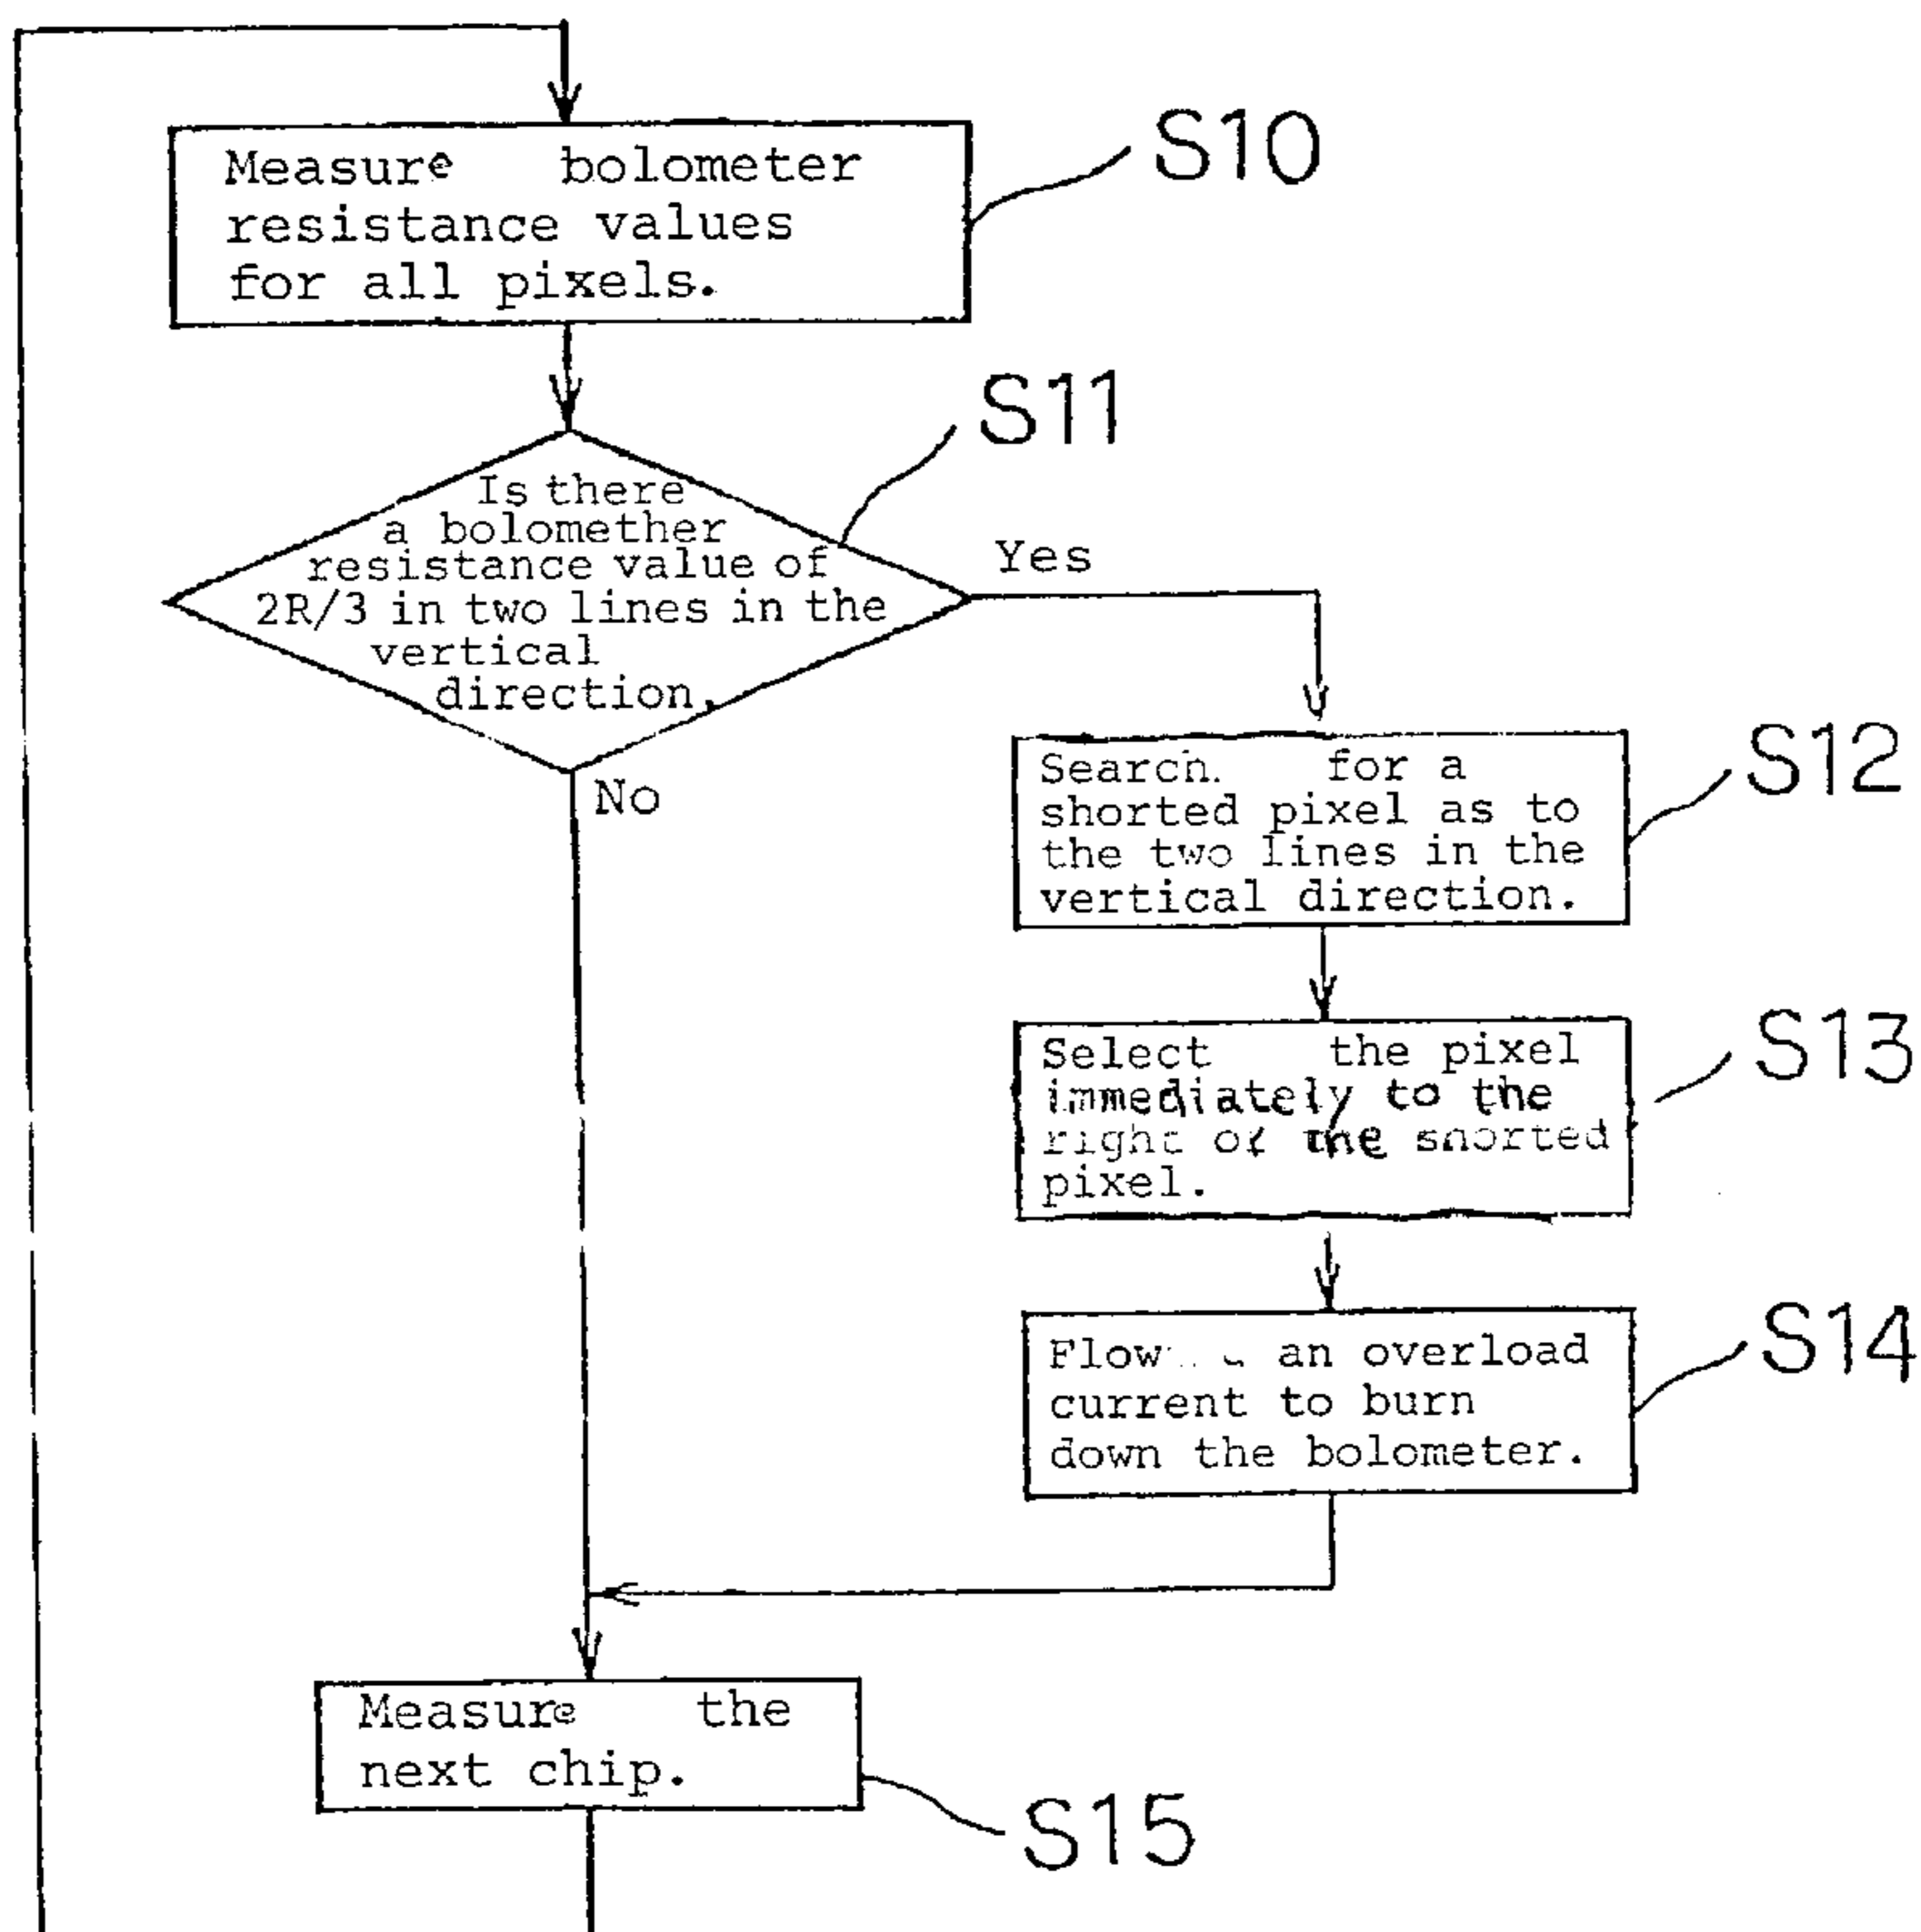 Measure bolometer
resistance values
for all pixels.
S10
Is there
a bolomether
resistance value of
2R/3 in two lines in the
vertical
direction.
S11
Yes
No
Search for a
shorted pixel as to
the two lines in the
vertical direction.
S12
Select the pixel
immediately to the
right of the shorted
pixel.
S13
Flow an overload
current to burn
down the bolometer.
S14
Measure the
next chip.
S15